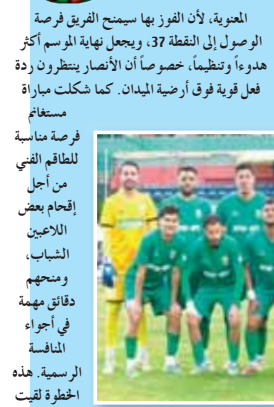 المعنوية، لأن الفوز بها سيمنح الفريق فرصة
الوصول إلى النقطة 37، ويجعل نهاية الموسم أكثر
هدوءاً وتنظيماً، خصوصاً أن الأنصار ينتظرون ردة
فعل قوية فوق أرضية الميدان. كما شكلت مباراة
مستغانم
فرصة مناسبة
للطاقم الفني
من أجل
إقحام بعض
اللاعبين
الشباب،
ومنحهم
دقائق مهمة
في أجواء
المنافسة
الرسمية. هذه
الخطوة لقيت